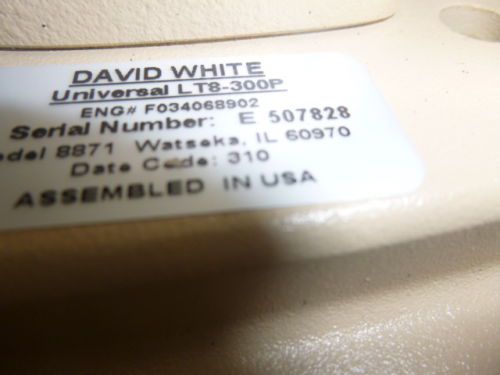 DAVID WHITE
Universal LT8-300P
ENG# F034068902
Serial Number: E 507828
odel 8871 Watseka, IL 60970
Date Code: 310
ASSEMBLED IN USA